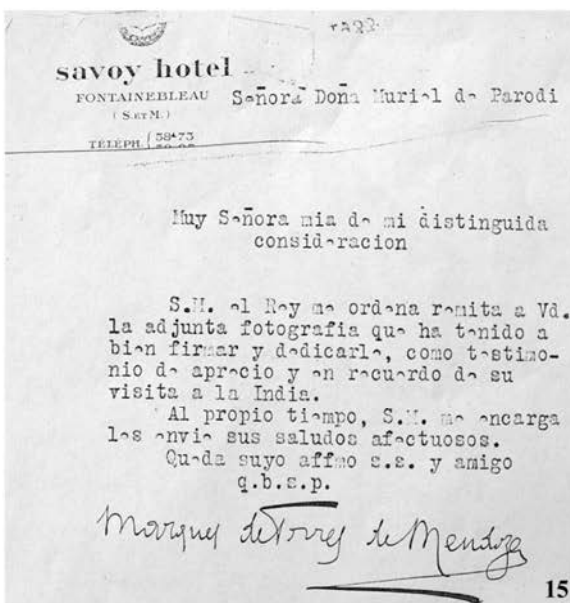 savoy hotel
FONTAINEBLEAU
(S. ET M.)
TÉLÉPH. 58-73
Señora Doña Muriel de Parodi
Muy Señora mia de mi distinguida
consideracion
S.M. el Rey me ordena remita a Vd.
la adjunta fotografia que ha tenido a
bien firmar y dedicarle, como testimo-
nio de aprecio y en recuerdo de su
visita a la India.
Al propio tiempo, S.M. me encarga
les envie sus saludos afectuosos.
Queda suyo affmo s.s. y amigo
q.b.s.p.
Marques de Torres de Mendoza
15